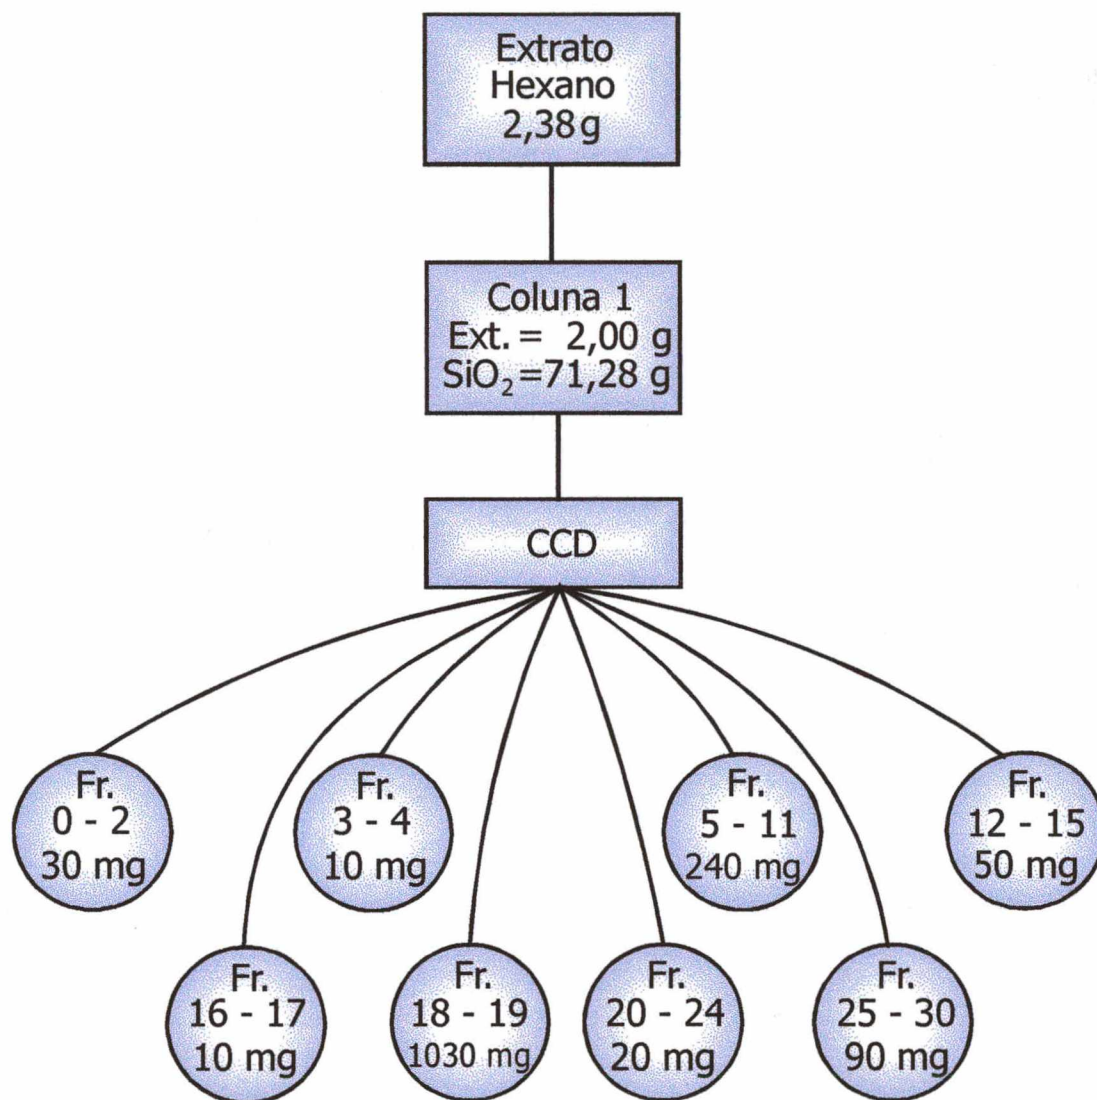 Extrato
Hexano
2,38 g
Coluna 1
Ext. = 2,00 g
SiO₂ =71,28 g
CCD
Fr.
0 - 2
30 mg
Fr.
3 - 4
10 mg
Fr.
5 - 11
240 mg
Fr.
12 - 15
50 mg
Fr.
16 - 17
10 mg
Fr.
18 - 19
1030 mg
Fr.
20 - 24
20 mg
Fr.
25 - 30
90 mg